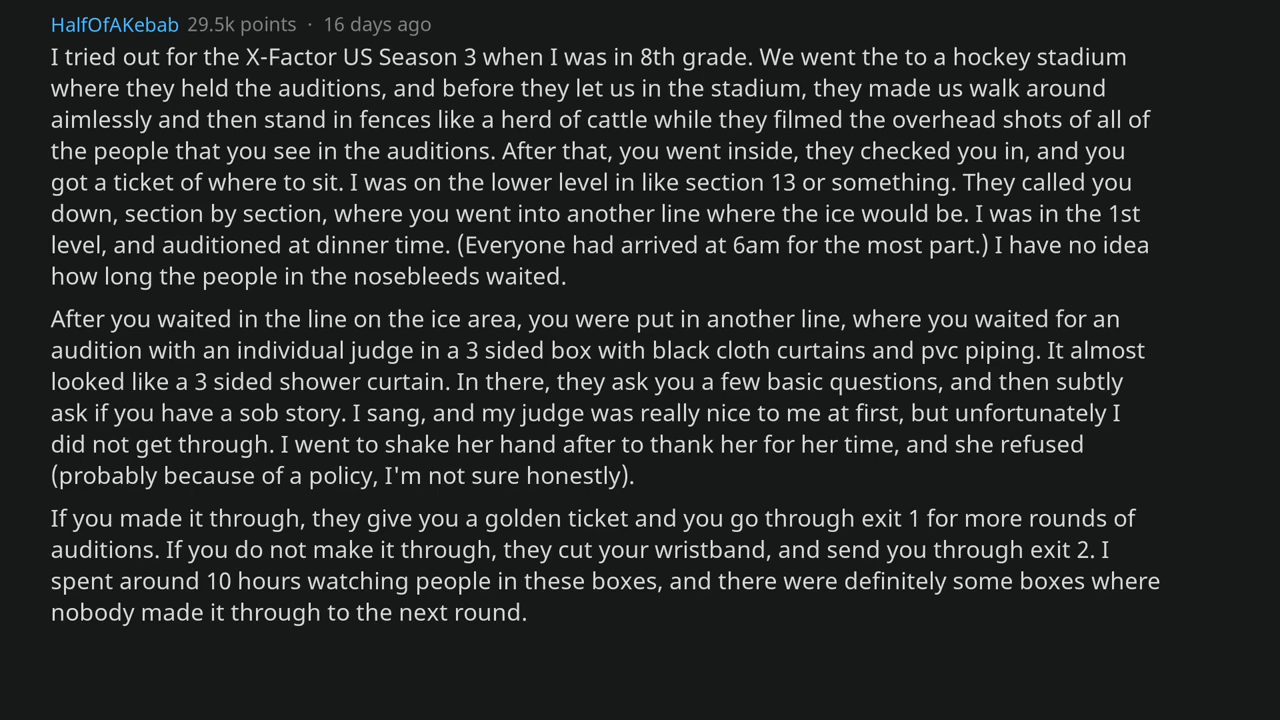 HalfOfAKebab 29.5k points · 16 days ago
I tried out for the X-Factor US Season 3 when I was in 8th grade. We went the to a hockey stadium
where they held the auditions, and before they let us in the stadium, they made us walk around
aimlessly and then stand in fences like a herd of cattle while they filmed the overhead shots of all of
the people that you see in the auditions. After that, you went inside, they checked you in, and you
got a ticket of where to sit. I was on the lower level in like section 13 or something. They called you
down, section by section, where you went into another line where the ice would be. I was in the 1st
level, and auditioned at dinner time. (Everyone had arrived at 6am for the most part.) I have no idea
how long the people in the nosebleeds waited.
After you waited in the line on the ice area, you were put in another line, where you waited for an
audition with an individual judge in a 3 sided box with black cloth curtains and pvc piping. It almost
looked like a 3 sided shower curtain. In there, they ask you a few basic questions, and then subtly
ask if you have a sob story. I sang, and my judge was really nice to me at first, but unfortunately I
did not get through. I went to shake her hand after to thank her for her time, and she refused
(probably because of a policy, I'm not sure honestly).
If you made it through, they give you a golden ticket and you go through exit 1 for more rounds of
auditions. If you do not make it through, they cut your wristband, and send you through exit 2. I
spent around 10 hours watching people in these boxes, and there were definitely some boxes where
nobody made it through to the next round.